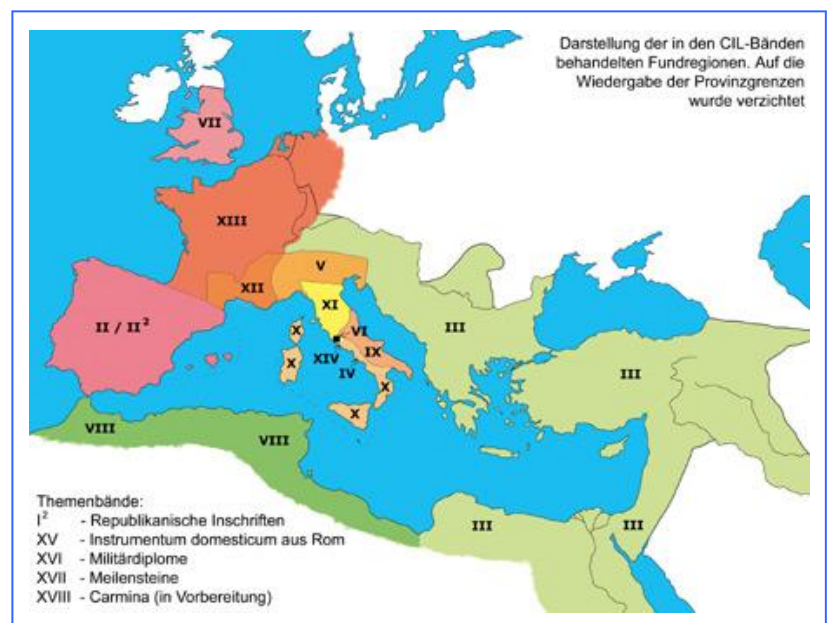 Darstellung der in den CIL-Bänden
behandelten Fundregionen. Auf die
Wiedergabe der Provinzgrenzen
wurde verzichtet
VII
XIII
V
XII
XI
II / II²
X
VI
III
XIV
IX
X
IV
III
X
X
VIII
VIII
III
III
Themenbände:
I² - Republikanische Inschriften
XV - Instrumentum domesticum aus Rom
XVI - Militärdiplome
XVII - Meilensteine
XVIII - Carmina (in Vorbereitung)